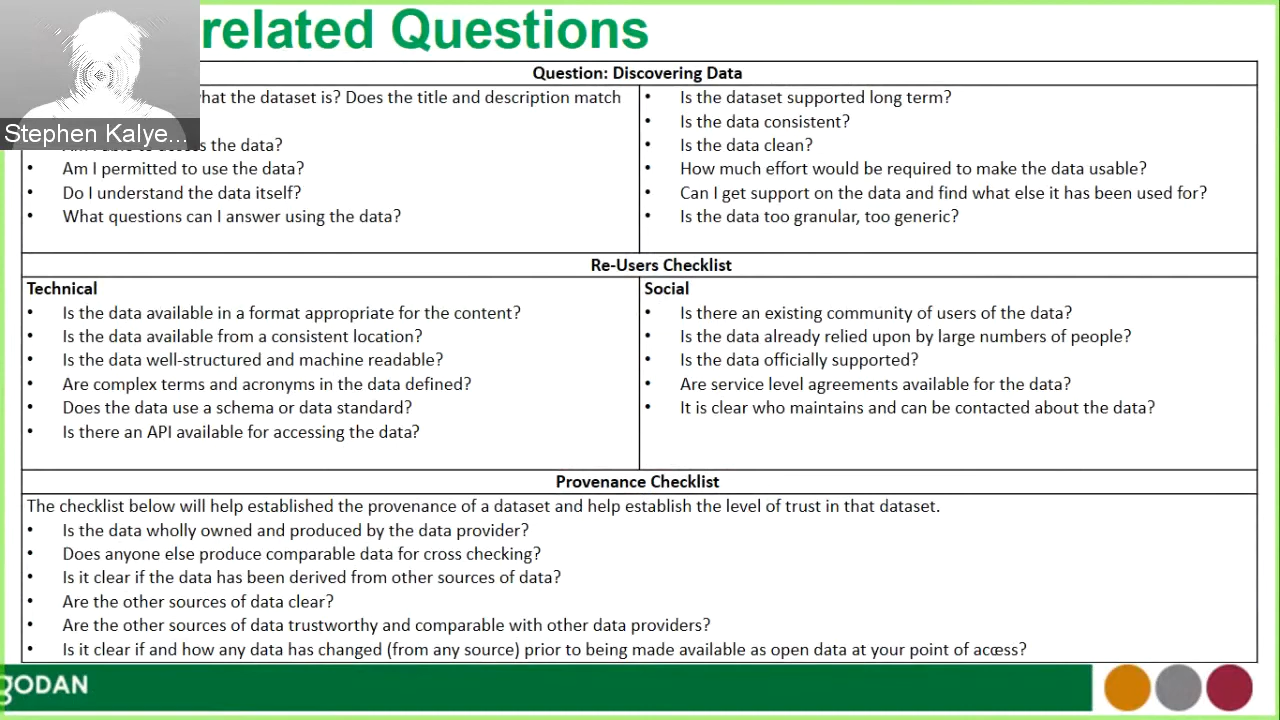 related Questions
Stephen Kalye...
Question: Discovering Data
what the dataset is? Does the title and description match
the data?
• Am I permitted to use the data?
• Do I understand the data itself?
• What questions can I answer using the data?
• Is the dataset supported long term?
• Is the data consistent?
• Is the data clean?
• How much effort would be required to make the data usable?
• Can I get support on the data and find what else it has been used for?
• Is the data too granular, too generic?
Re-Users Checklist
Technical
• Is the data available in a format appropriate for the content?
• Is the data available from a consistent location?
• Is the data well-structured and machine readable?
• Are complex terms and acronyms in the data defined?
• Does the data use a schema or data standard?
• Is there an API available for accessing the data?
Social
• Is there an existing community of users of the data?
• Is the data already relied upon by large numbers of people?
• Is the data officially supported?
• Are service level agreements available for the data?
• It is clear who maintains and can be contacted about the data?
Provenance Checklist
The checklist below will help established the provenance of a dataset and help establish the level of trust in that dataset.
• Is the data wholly owned and produced by the data provider?
• Does anyone else produce comparable data for cross checking?
• Is it clear if the data has been derived from other sources of data?
• Are the other sources of data clear?
• Are the other sources of data trustworthy and comparable with other data providers?
• Is it clear if and how any data has changed (from any source) prior to being made available as open data at your point of access?
gODAN